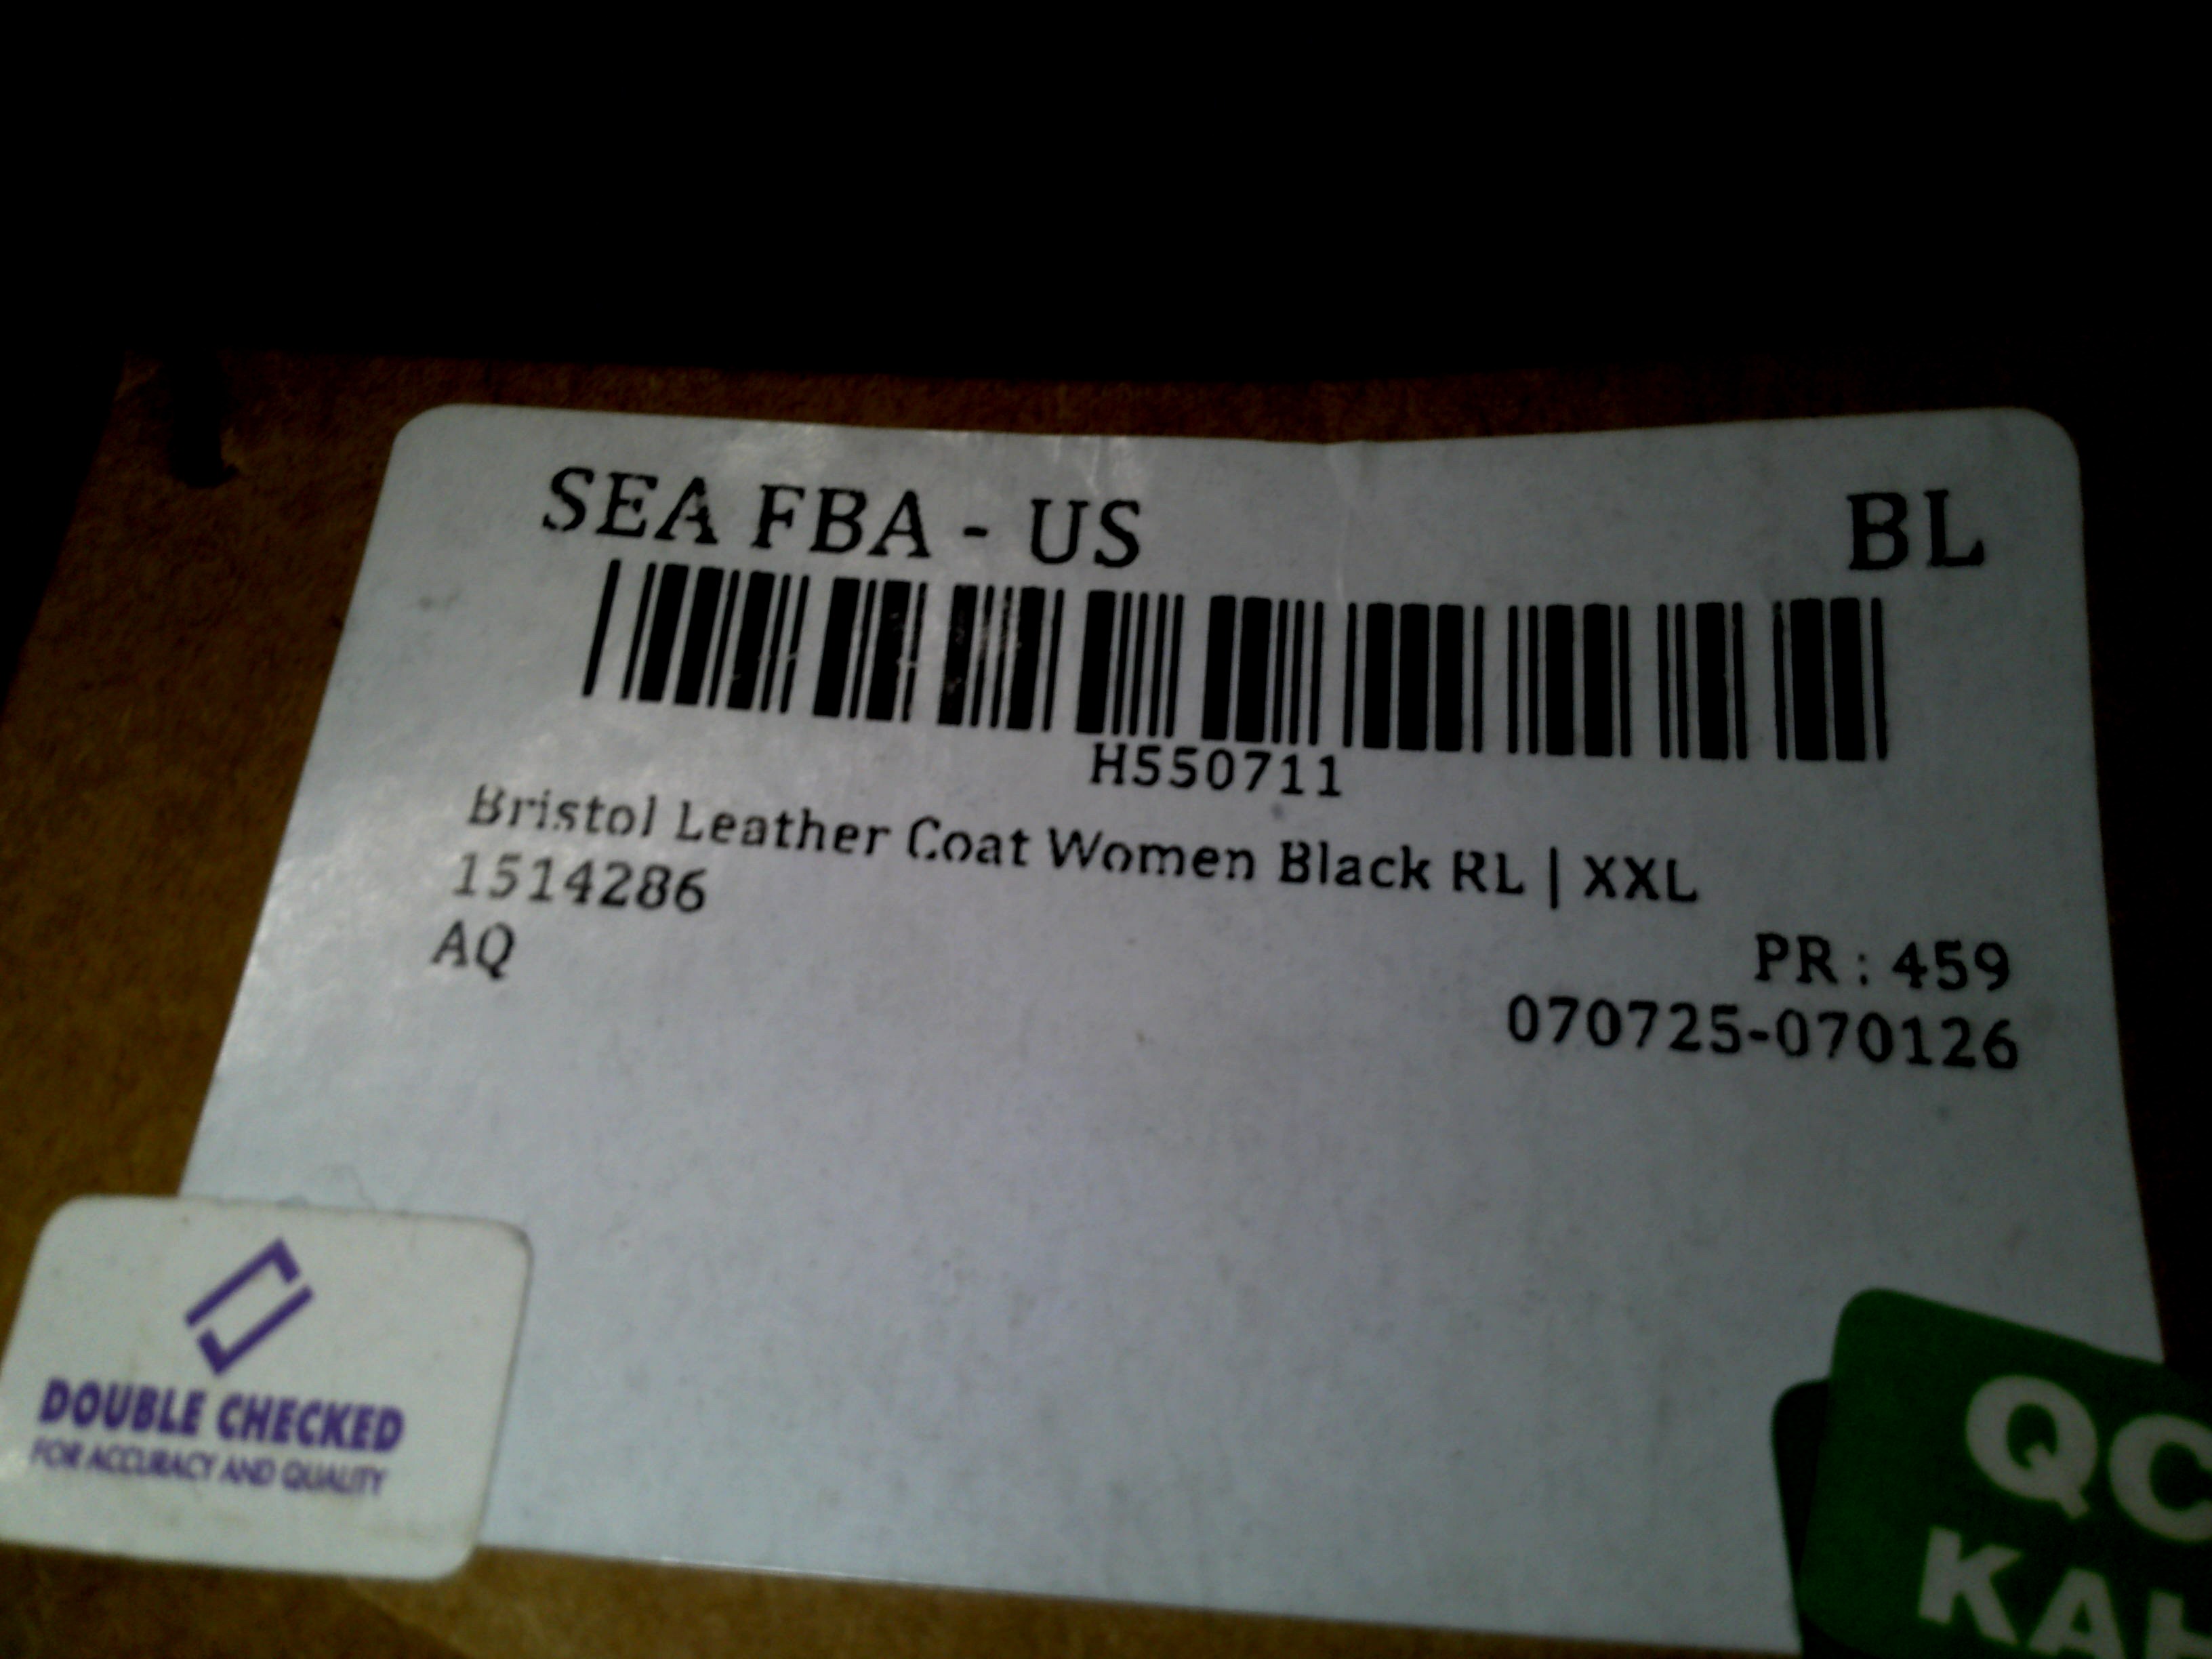 SEA FBA - US
BL
H550711
Bristol Leather Coat Women Black RL | XXL
1514286
AQ
PR : 459
070725-070126
DOUBLE CHECKED
FOR ACCURACY AND QUALITY
QC